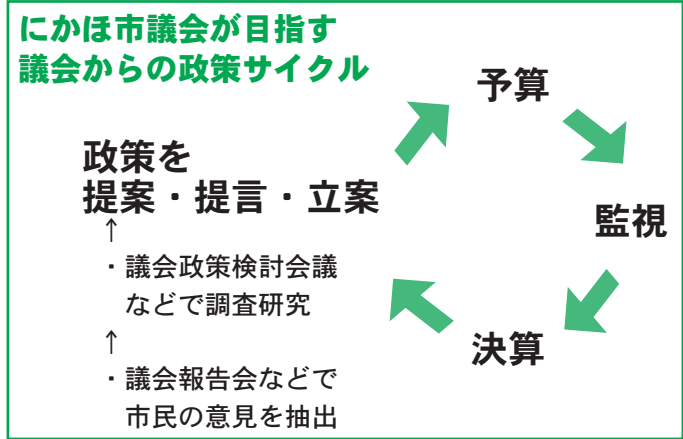 にかほ市議会が目指す
議会からの政策サイクル
予算
政策を
提案・提言・立案
監視
↑
・議会政策検討会議
などで調査研究
↑
決算
・議会報告会などで
市民の意見を抽出